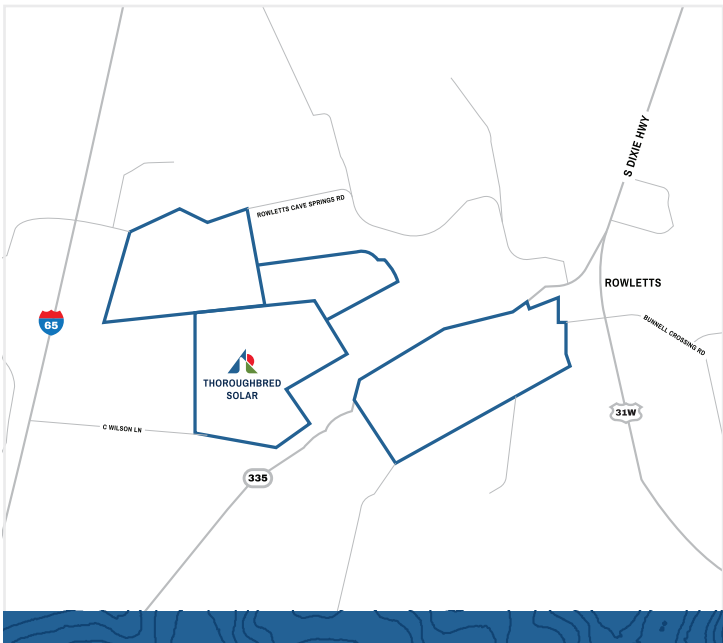 S DIXIE HWY
ROWLETTS CAVE SPRINGS RD
ROWLETTS
65
BUNNELL CROSSING RD
THOROUGHBRED
SOLAR
31W
C WILSON LN
335